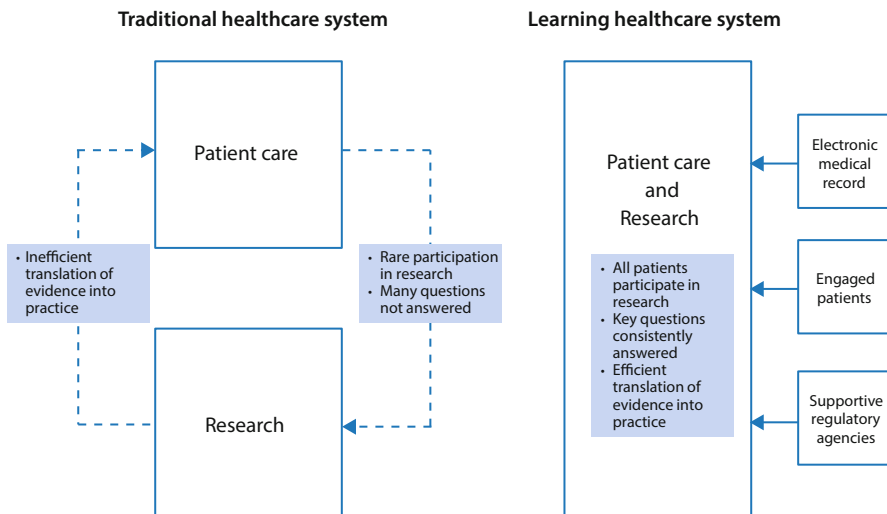 Traditional healthcare system
Patient care
• Inefficient
translation of
evidence into
practice
• Rare participation
in research
• Many questions
not answered
Research
Learning healthcare system
Patient care
and
Research
• All patients
participate in
research
• Key questions
consistently
answered
• Efficient
translation of
evidence into
practice
Electronic
medical
record
Engaged
patients
Supportive
regulatory
agencies